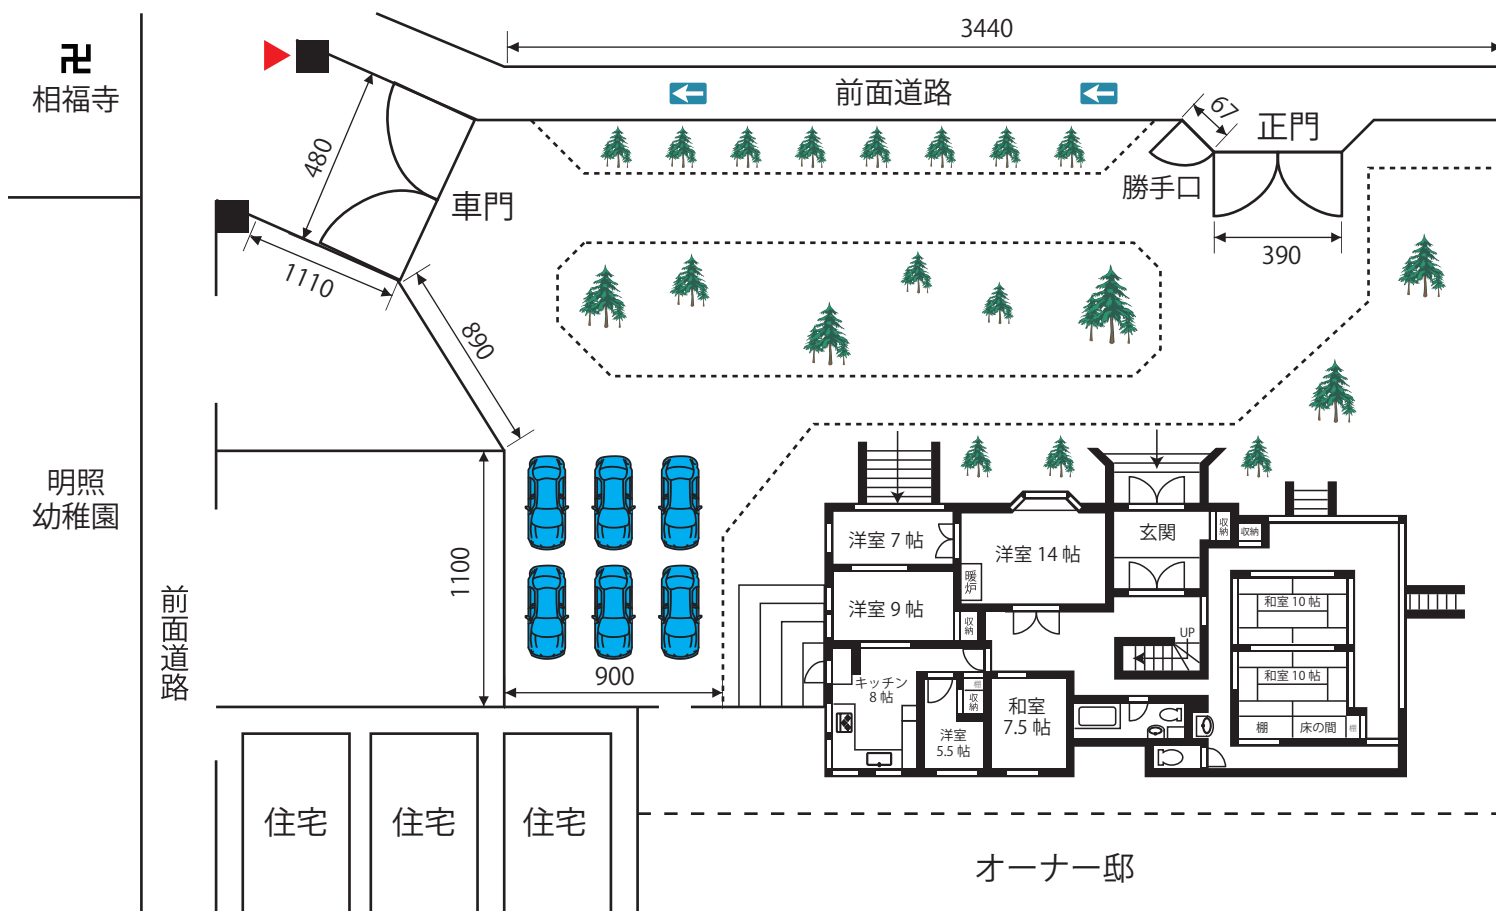 3440
卍
相福寺
前面道路
67
正門
480
車門
勝手口
390
1110
890
明照
幼稚園
前面道路
1100
900
洋室 7 帖
洋室 14 帖
暖炉
玄関
収納
収納
洋室 9 帖
収納
和室 10 帖
UP
和室 10 帖
キッチン
8 帖
棚
収納
洋室
5.5 帖
和室
7.5 帖
棚
床の間
棚
住宅
住宅
住宅
オーナー邸